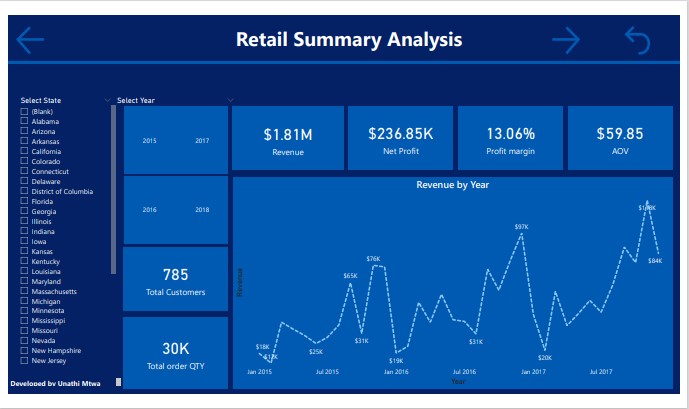 Retail Summary Analysis
Select State
Select Year
(Blank)
Alabama
Arizona
Arkansas
California
Colorado
Connecticut
Delaware
District of Columbia
Florida
Georgia
Illinois
Indiana
Iowa
Kansas
Kentucky
Louisiana
Maryland
Massachusetts
Michigan
Minnesota
Mississippi
Missouri
Nevada
New Hampshire
New Jersey
Developed by Unathi Mtwa
2015 2017
2016 2018
785
Total Customers
30K
Total order QTY
$1.81M
Revenue
$236.85K
Net Profit
13.06%
Profit margin
$59.85
AOV
Revenue by Year
Revenue
$97K
$84K
$76K
$65K
$31K
$31K
$18K
$25K
$19K
$20K
Jan 2015 Jul 2015 Jan 2016 Jul 2016 Jan 2017 Jul 2017
Year